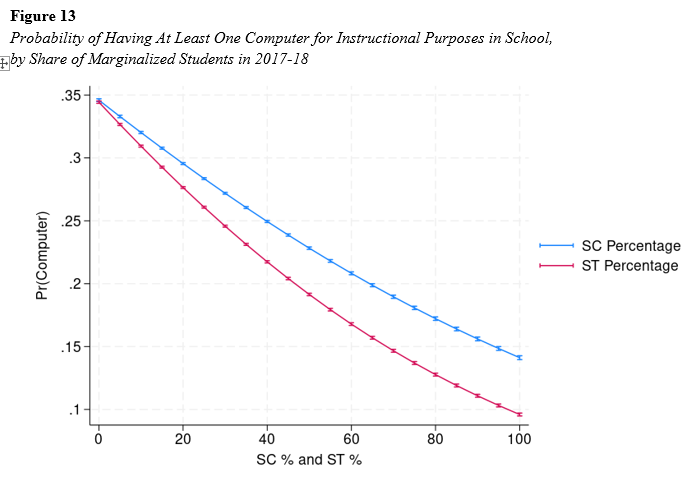 Figure 13
Probability of Having At Least One Computer for Instructional Purposes in School,
by Share of Marginalized Students in 2017-18
.35
.3
.25
.2
.15
.1
Pr(Computer)
0 20 40 60 80 100
SC % and ST %
SC Percentage
ST Percentage